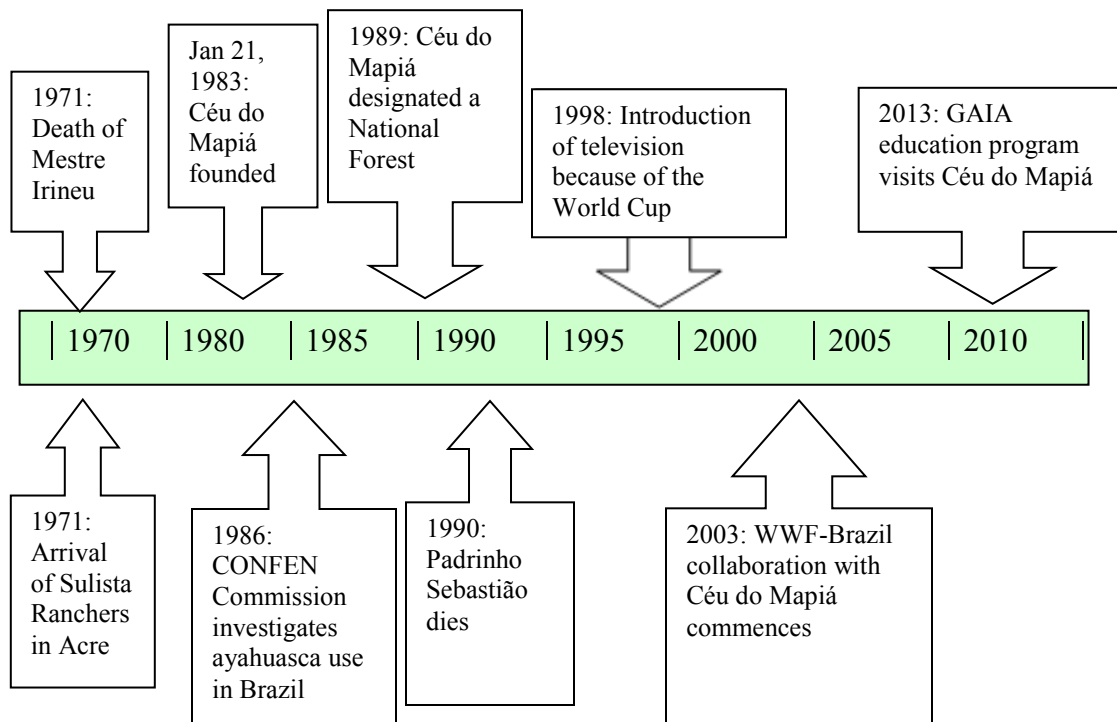 1971:
Death of
Mestre
Irineu
Jan 21,
1983:
Céu do
Mapiá
founded
1989: Céu do
Mapiá
designated a
National
Forest
1998: Introduction
of television
because of the
World Cup
2013: GAIA
education program
visits Céu do Mapiá
1970 1980 1985 1990 1995 2000 2005 2010
1971:
Arrival
of Sulista
Ranchers
in Acre
1986:
CONFEN
Commission
investigates
ayahuasca use
in Brazil
1990:
Padrinho
Sebastião
dies
2003: WWF-Brazil
collaboration with
Céu do Mapiá
commences